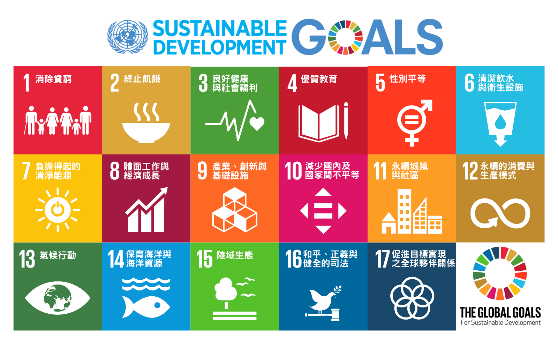 SUSTAINABLE
DEVELOPMENT
GOALS
1 消除貧窮
2 終止飢餓
3 良好健康
與社會福利
4 優質教育
5 性別平等
6 清潔飲水
與衛生設施
7 負擔得起的
清淨能源
8 體面工作與
經濟成長
9 產業、創新與
基礎設施
10 減少國內及
國家間不平等
11 永續城鎮
與社區
12 永續的消費與
生產模式
13 氣候行動
14 保育海洋與
海洋資源
15 陸域生態
16 和平、正義與
健全的司法
17 促進目標實現
之全球夥伴關係
THE GLOBAL GOALS
For Sustainable Development